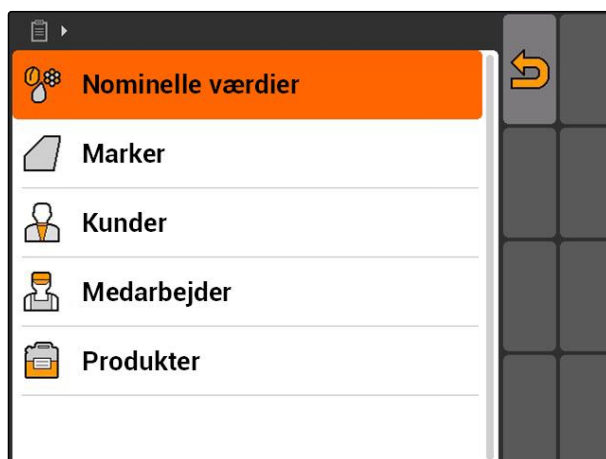 Nominelle værdier
Marker
Kunder
Medarbejder
Produkter